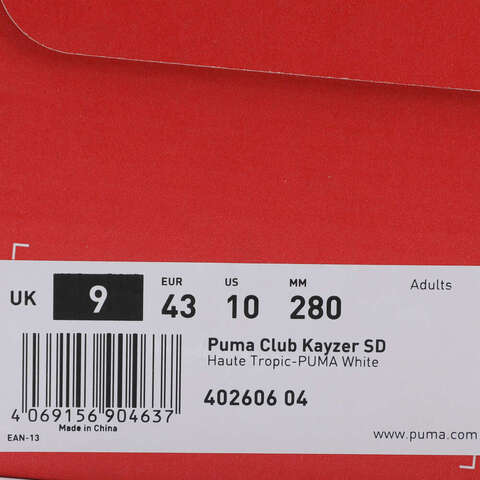 Adults
EUR US MM
UK 9 43 10 280
Puma Club Kayzer SD
Haute Tropic-PUMA White
402606 04
4 069156 904637
Made in China
EAN-13
www.puma.com